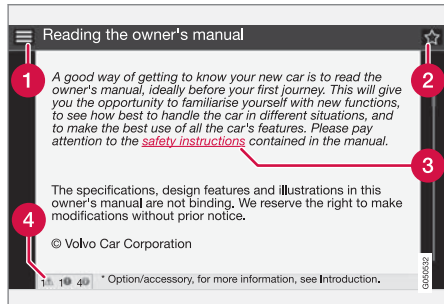 Reading the owner's manual
1
2
A good way of getting to know your new car is to read the
owner's manual, ideally before your first journey. This will give
you the opportunity to familiarise yourself with new functions,
to see how best to handle the car in different situations, and
to make the best use of all the car's features. Please pay
attention to the safety instructions contained in the manual.
3
The specifications, design features and illustrations in this
owner's manual are not binding. We reserve the right to make
modifications without prior notice.
4
© Volvo Car Corporation
1 1 4 * Option/accessory, for more information, see Introduction.
G050532